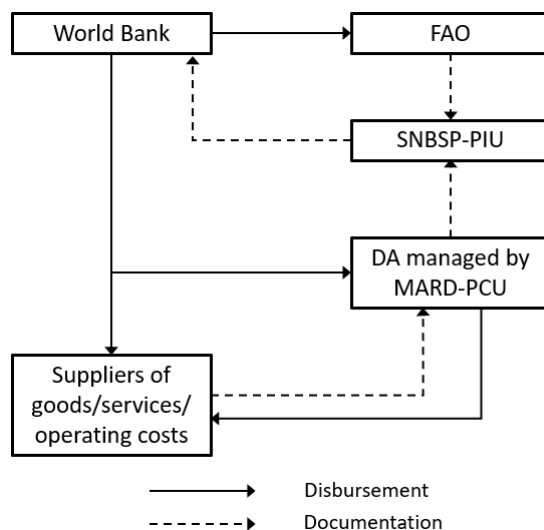 World Bank
FAO
SNBSP-PIU
DA managed by
MARD-PCU
Suppliers of
goods/services/
operating costs
Disbursement
Documentation